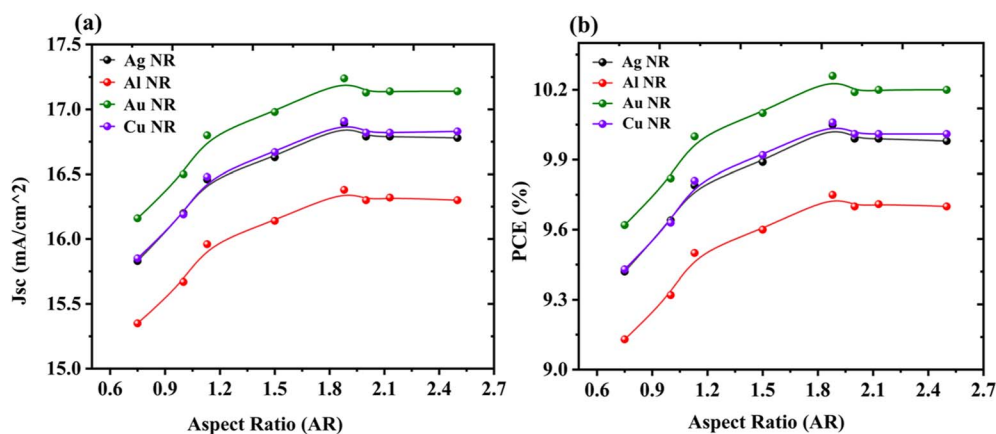 (a)
Ag NR
Al NR
Au NR
Cu NR
17.5
17.0
16.5
16.0
15.5
15.0
Jsc (mA/cm^2)
0.6 0.9 1.2 1.5 1.8 2.1 2.4 2.7
Aspect Ratio (AR)
(b)
Ag NR
Al NR
Au NR
Cu NR
10.2
9.9
9.6
9.3
9.0
PCE (%)
0.6 0.9 1.2 1.5 1.8 2.1 2.4 2.7
Aspect Ratio (AR)